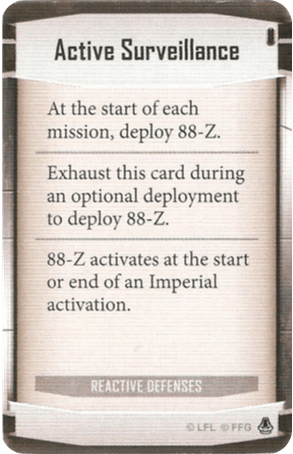 Active Surveillance
At the start of each
mission, deploy 88-Z.
Exhaust this card during
an optional deployment
to deploy 88-Z.
88-Z activates at the start
or end of an Imperial
activation.
REACTIVE DEFENSES
© LFL © FFG